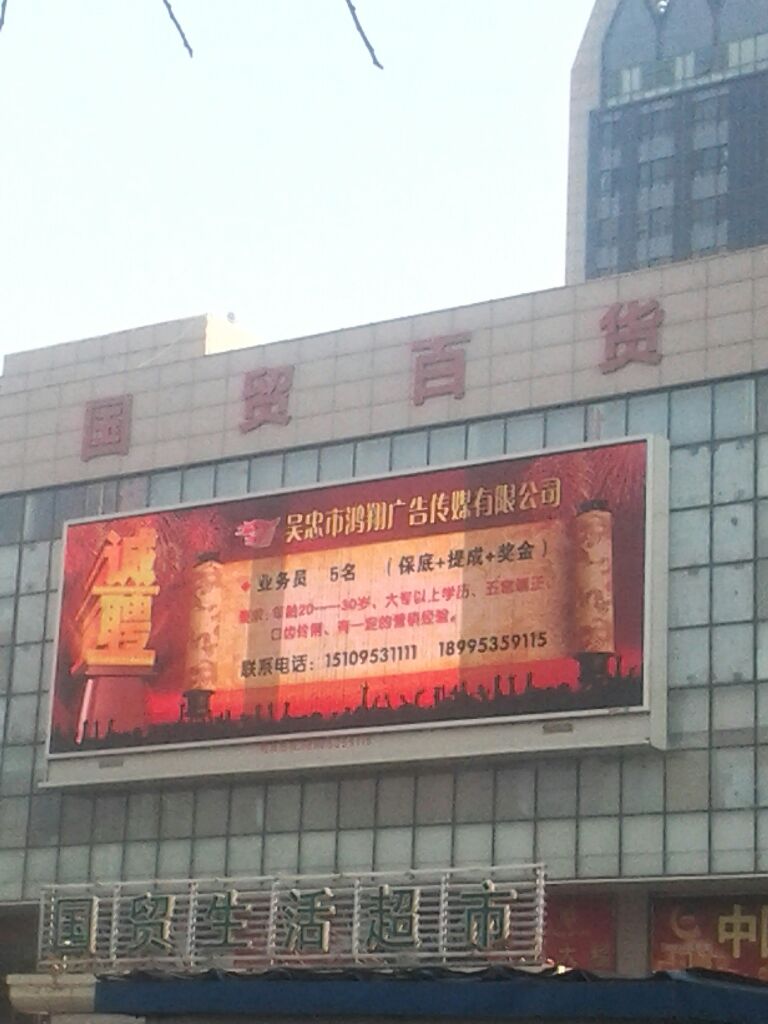 国贸百货
诚聘
吴忠市鸿翔广告传媒有限公司
业务员 5名 （保底+提成+奖金）
要求：年龄20——30岁、大专以上学历、五官端正、
口齿伶俐、有一定的营销经验。
联系电话：15109531111 18995359115
国贸生活超市
中